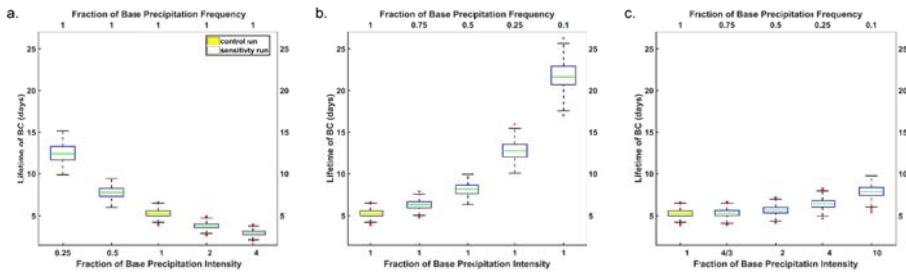 a.
Fraction of Base Precipitation Frequency
1 1 1 1 1
control run
sensitivity run
25 25
20 20
15 15
10 10
5 5
Lifetime of BC (days)
0.25 0.5 1 2 4
Fraction of Base Precipitation Intensity
b.
Fraction of Base Precipitation Frequency
1 0.75 0.5 0.25 0.1
25 25
20 20
15 15
10 10
5 5
Lifetime of BC (days)
1 1 1 1 1
Fraction of Base Precipitation Intensity
c.
Fraction of Base Precipitation Frequency
1 0.75 0.5 0.25 0.1
25 25
20 20
15 15
10 10
5 5
Lifetime of BC (days)
1 4/3 2 4 10
Fraction of Base Precipitation Intensity